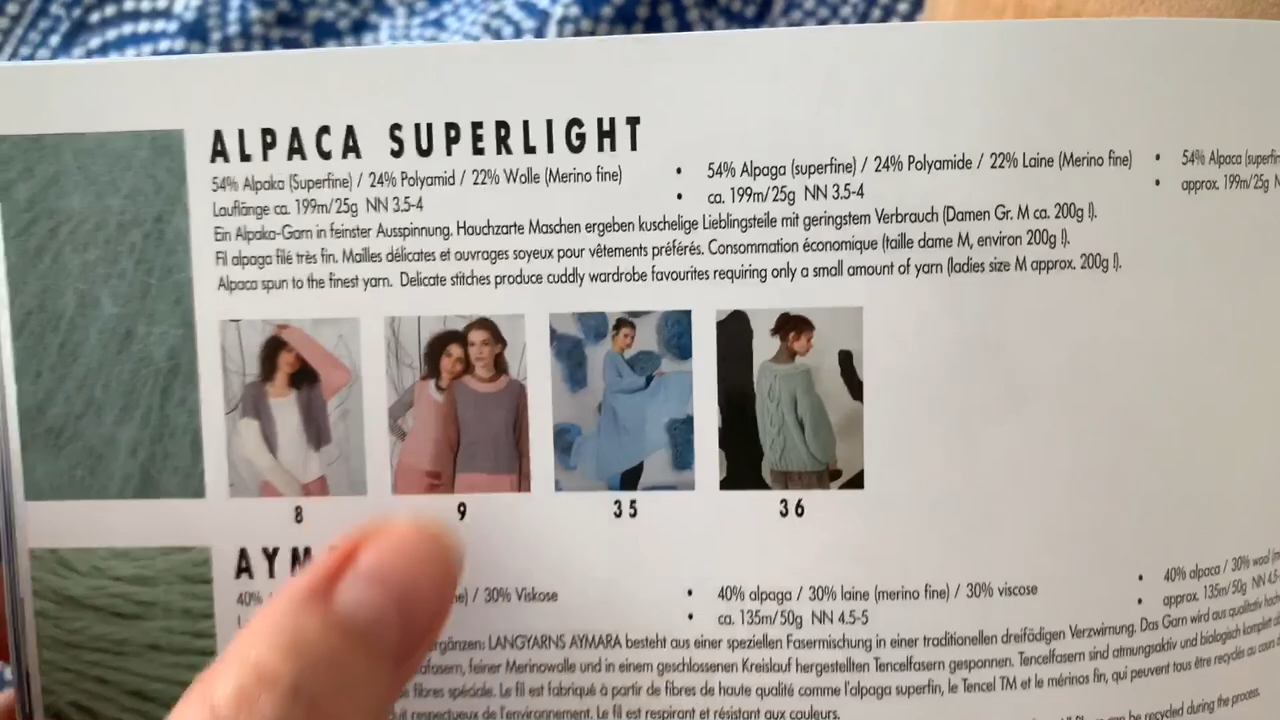 ALPACA SUPERLIGHT
54% Alpaka (Superfine) / 24% Polyamid / 22% Wolle (Merino fine)
Lauflänge ca. 199m/25g NN 3.5-4
• 54% Alpaga (superfine) / 24% Polyamide / 22% Laine (Merino fine)
• ca. 199m/25g NN 3.5-4
• 54% Alpaca
• approx. 199m/25g
Ein Alpaka-Garn in feinster Ausspinnung. Hauchzarte Maschen ergeben kuschelige Lieblingsteile mit geringstem Verbrauch (Damen Gr. M ca. 200g !).
Fil alpaga filé très fin. Mailles délicates et ouvrages soyeux pour vêtements préférés. Consommation économique (taille dame M, environ 200g !).
Alpaca spun to the finest yarn. Delicate stitches produce cuddly wardrobe favourites requiring only a small amount of yarn (ladies size M approx. 200g !).
8 9 35 36
AYM
40% / 30% Viskose
• 40% alpaga / 30% laine (merino fine) / 30% viscose
• ca. 135m/50g NN 4.5-5
• 40% alpaca / 30% wool
• approx. 135m/50g NN
LANGYARNS AYMARA besteht aus einer speziellen Fasermischung in einer traditionellen dreifädigen Verzwirnung. Das Garn wird aus qualitativ
feiner Merinowolle und in einem geschlossenen Kreislauf hergestellten Tencelfasern gesponnen. Tencelfasern sind atmungsaktiv und biologisch komplett
fibres spéciale. Le fil est fabriqué à partir de fibres de haute qualité comme l'alpaga superfin, le Tencel TM et le mérinos fin, qui peuvent tous être recyclés au cours
respectueux de l'environnement. Le fil est respirant et résistant aux couleurs.
be recycled during the process.